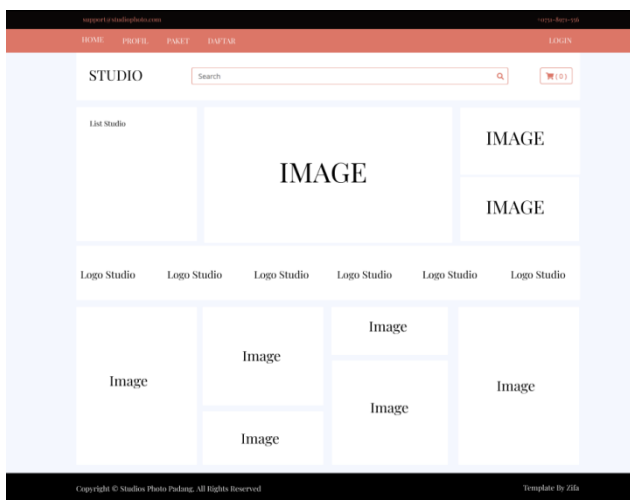 support@studiophoto.com +0751-8971-556
HOME PROFIL PAKET DAFTAR LOGIN
STUDIO Search ( 0 )
List Studio
IMAGE
IMAGE
IMAGE
Logo Studio Logo Studio Logo Studio Logo Studio Logo Studio Logo Studio
Image
Image
Image
Image
Image
Image
Copyright © Studios Photo Padang. All Rights Reserved Template By Zifa